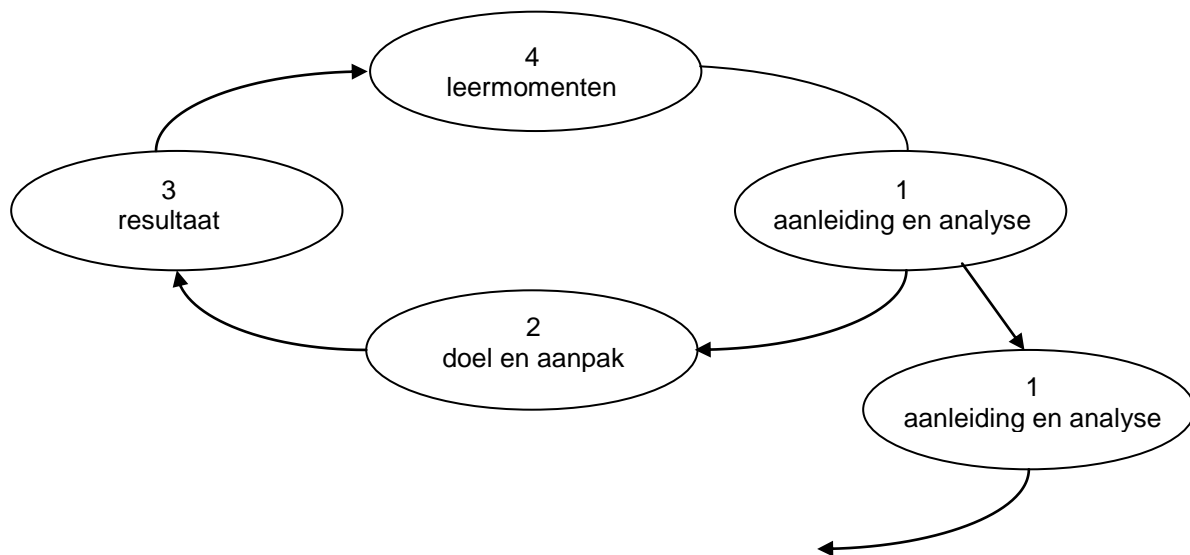 4
leermomenten
3
resultaat
1
aanleiding en analyse
2
doel en aanpak
1
aanleiding en analyse